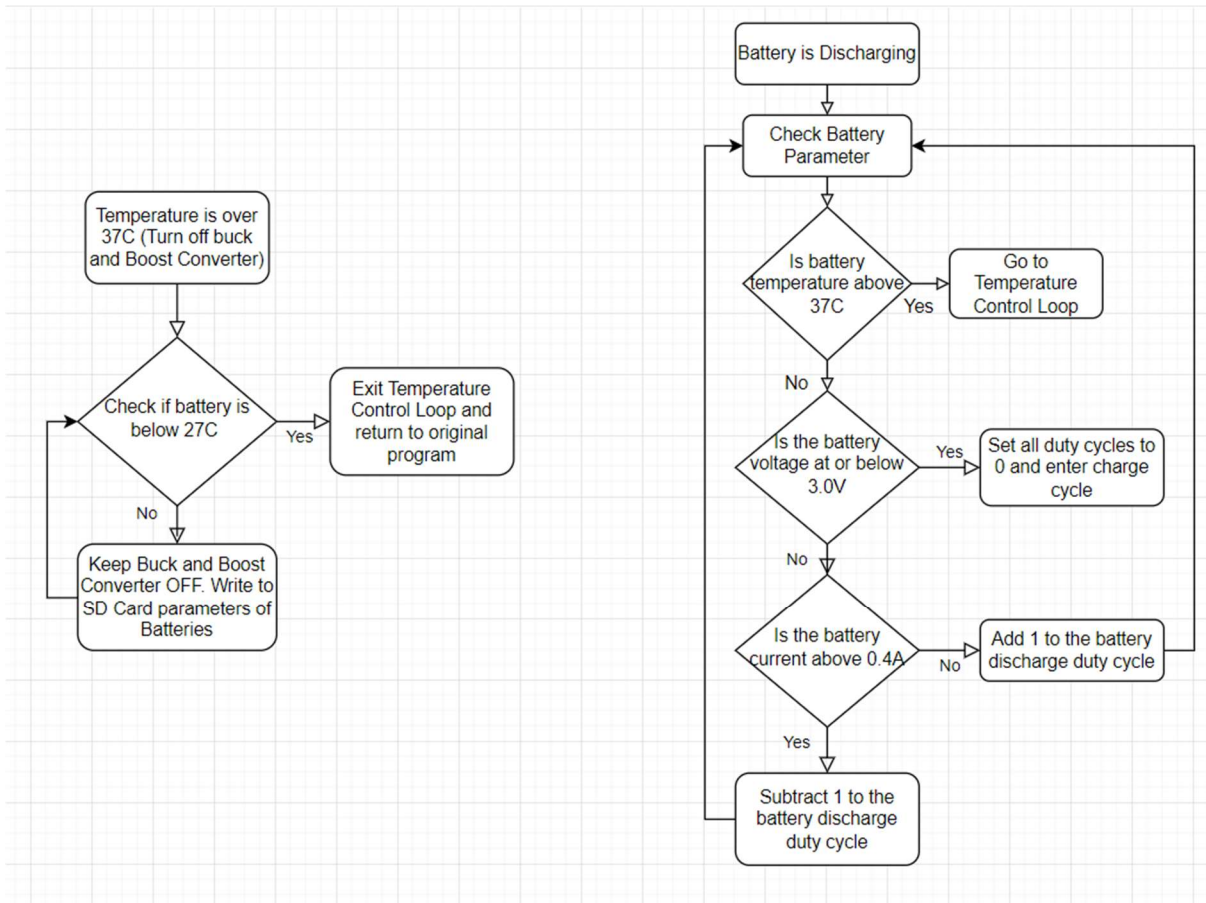 Temperature is over
37C (Turn off buck
and Boost Converter)
Check if battery is
below 27C
Yes
Exit Temperature
Control Loop and
return to original
program
No
Keep Buck and Boost
Converter OFF. Write to
SD Card parameters of
Batteries
Battery is Discharging
Check Battery
Parameter
Is battery
temperature above
37C
Yes
Go to
Temperature
Control Loop
No
Is the battery
voltage at or below
3.0V
Yes
Set all duty cycles to
0 and enter charge
cycle
No
Is the battery
current above 0.4A
No
Add 1 to the battery
discharge duty cycle
Yes
Subtract 1 to the
battery discharge
duty cycle